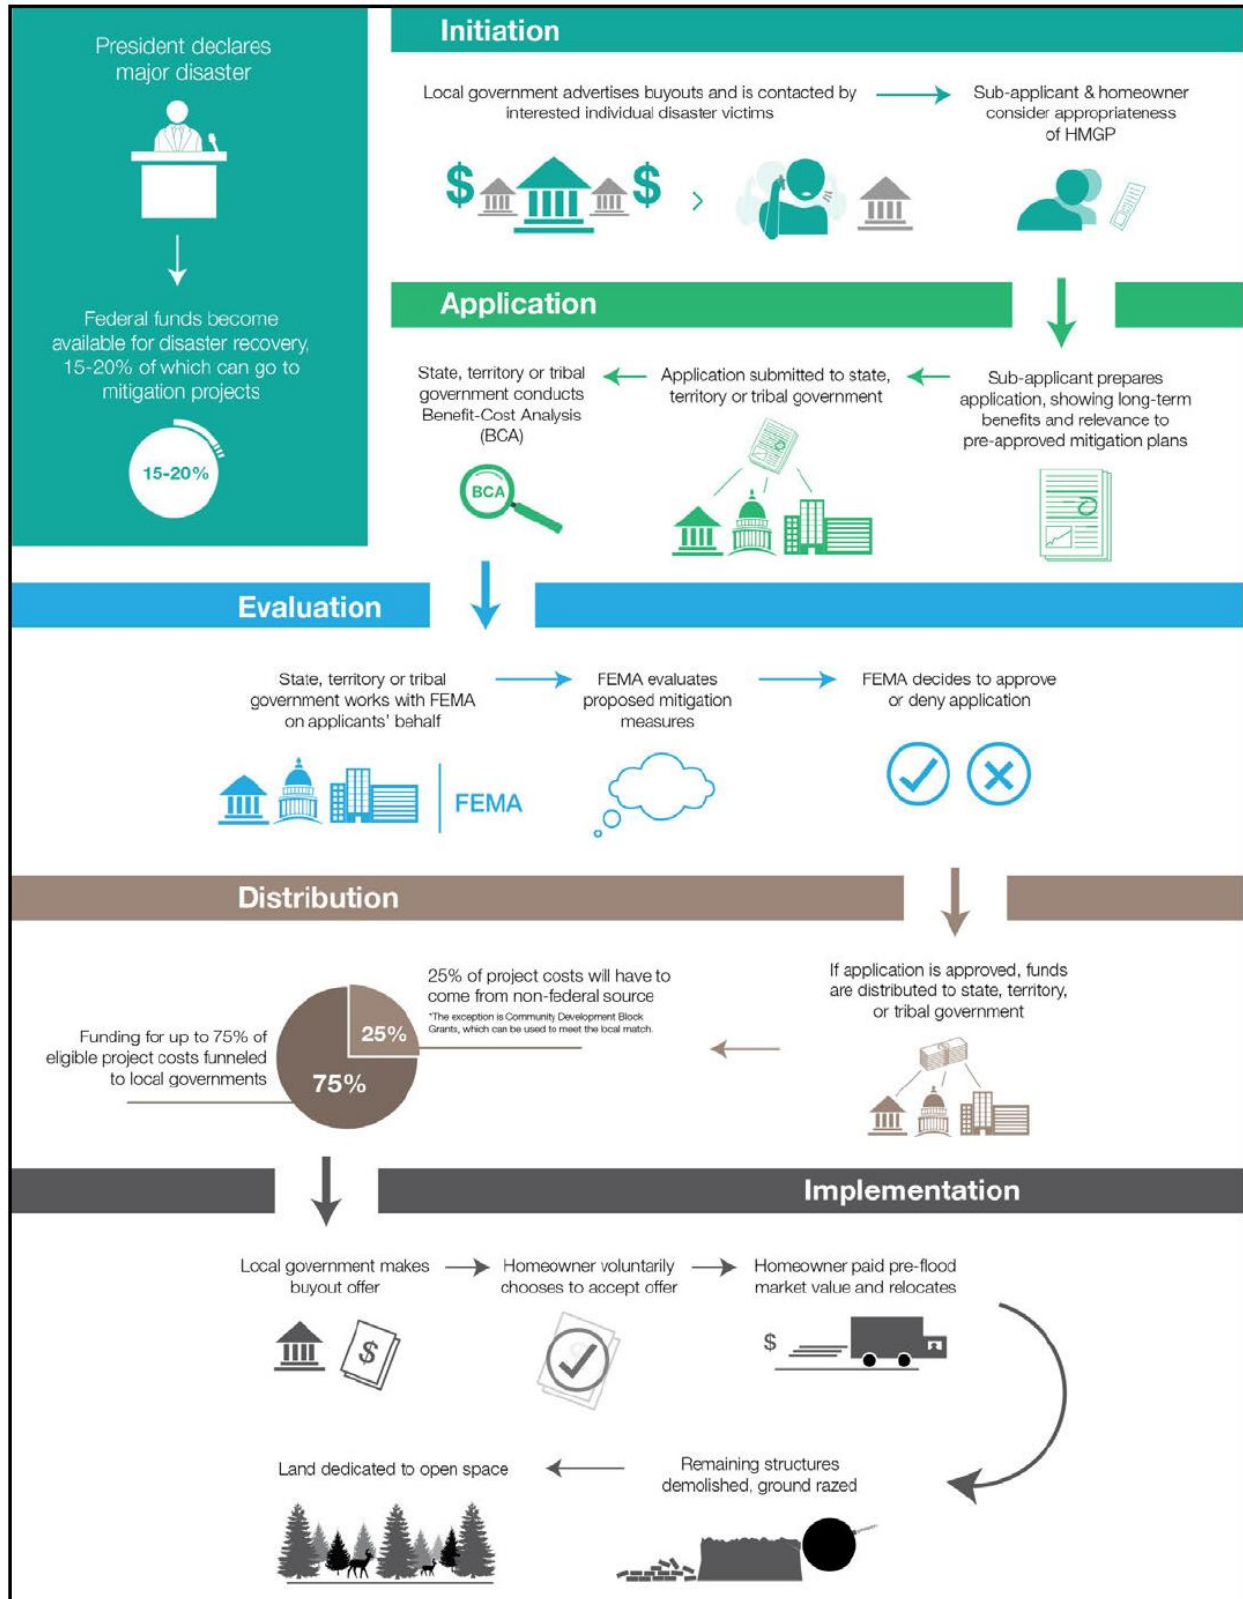 President declares
major disaster
Federal funds become
available for disaster recovery,
15-20% of which can go to
mitigation projects
15-20%
Initiation
Local government advertises buyouts and is contacted by
interested individual disaster victims
Sub-applicant & homeowner
consider appropriateness
of HMGP
$
$
Application
State, territory or tribal
government conducts
Benefit-Cost Analysis
(BCA)
BCA
Application submitted to state,
territory or tribal government
Sub-applicant prepares
application, showing long-term
benefits and relevance to
pre-approved mitigation plans
Evaluation
State, territory or tribal
government works with FEMA
on applicants' behalf
FEMA
FEMA evaluates
proposed mitigation
measures
FEMA decides to approve
or deny application
Distribution
Funding for up to 75% of
eligible project costs funneled
to local governments
25%
75%
25% of project costs will have to
come from non-federal source
*The exception is Community Development Block
Grants, which can be used to meet the local match.
If application is approved, funds
are distributed to state, territory,
or tribal government
Implementation
Local government makes
buyout offer
$
Homeowner voluntarily
chooses to accept offer
Homeowner paid pre-flood
market value and relocates
$
Land dedicated to open space
Remaining structures
demolished, ground razed